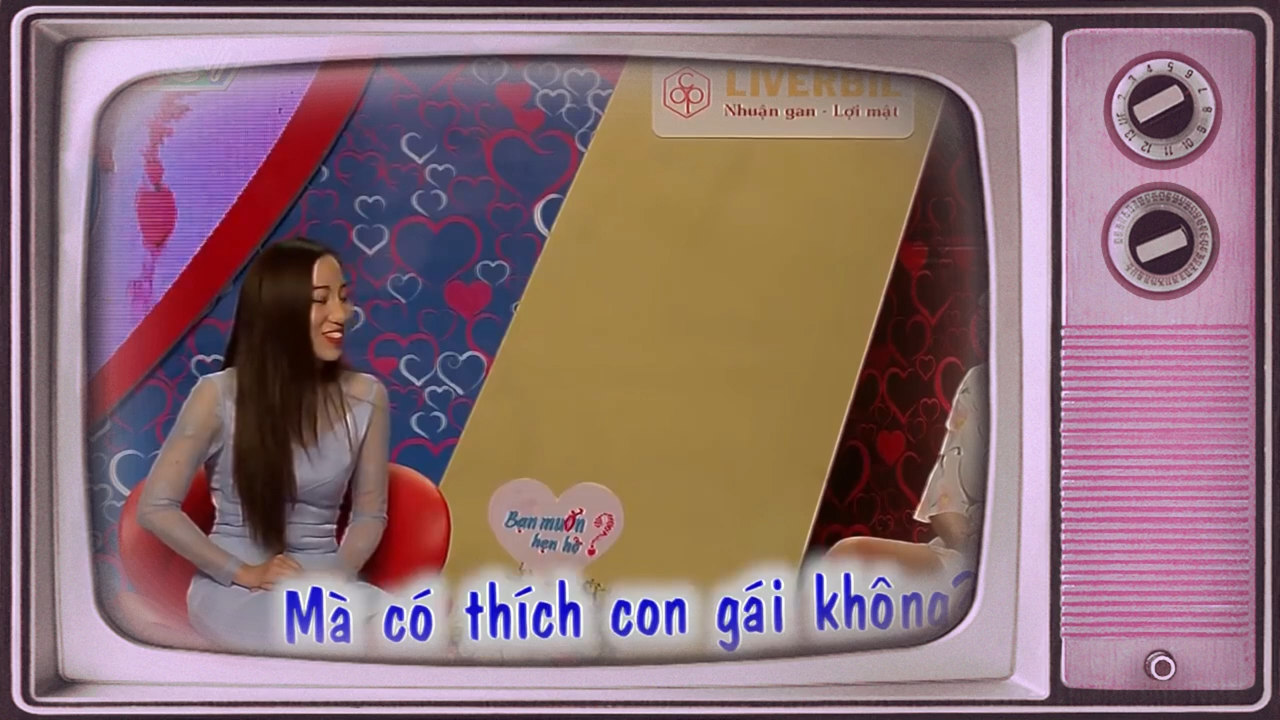 LIVERBIL
Nhuận gan - Lợi mật
Bạn muốn
hẹn hò ?
Mà có thích con gái không